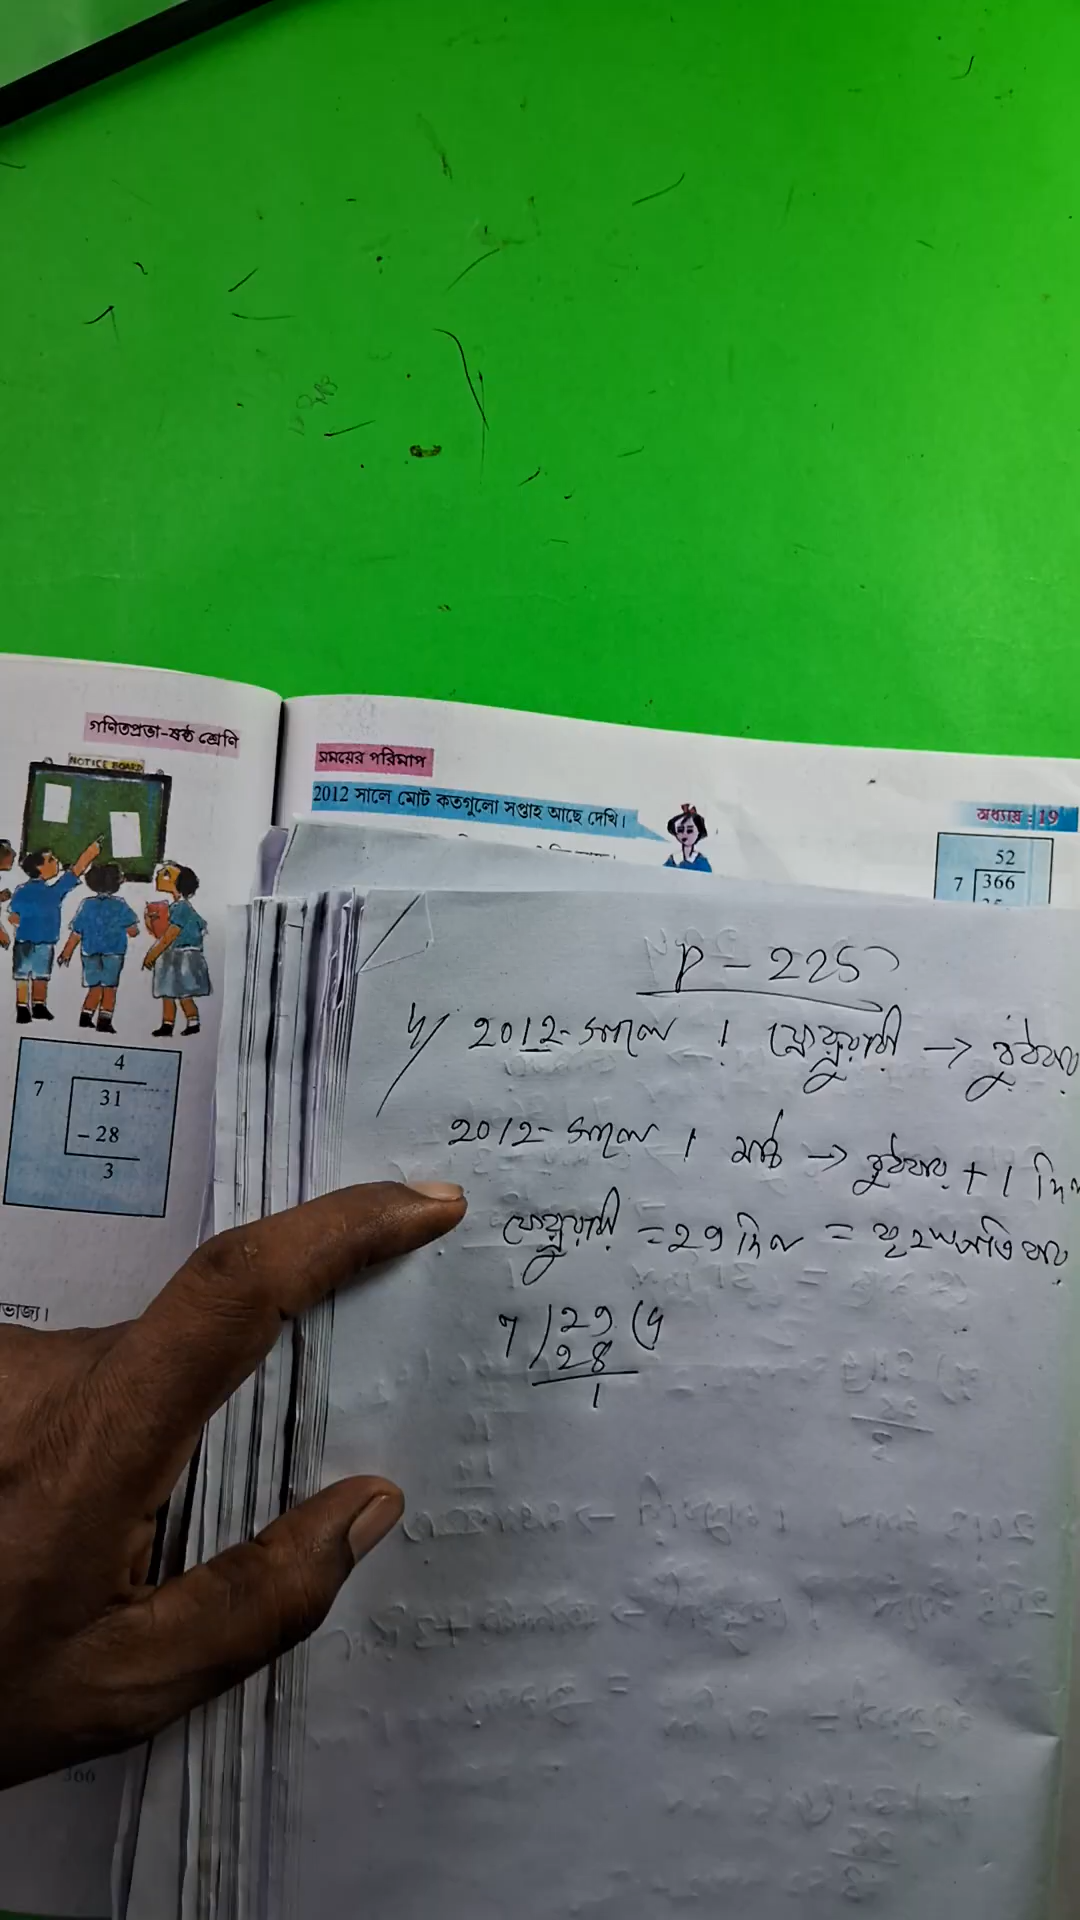 গণিতপ্রভা-ষষ্ঠ শ্রেণি
NOTICE BOARD
4
7 31
- 28
3
ভাজ্য।
366
সময়ের পরিমাপ
2012 সালে মোট কতগুলো সপ্তাহ আছে দেখি।
অধ্যায় : 19
52
7 366
P - 225
2012 সালে 1 ফেব্রুয়ারী → বুধবার
2012 সালে 1 মার্চ → বুধবার + 1 দিন
ফেব্রুয়ারী = 29 দিন = বৃহস্পতিবার
7 ) 29 ( 4
28
1